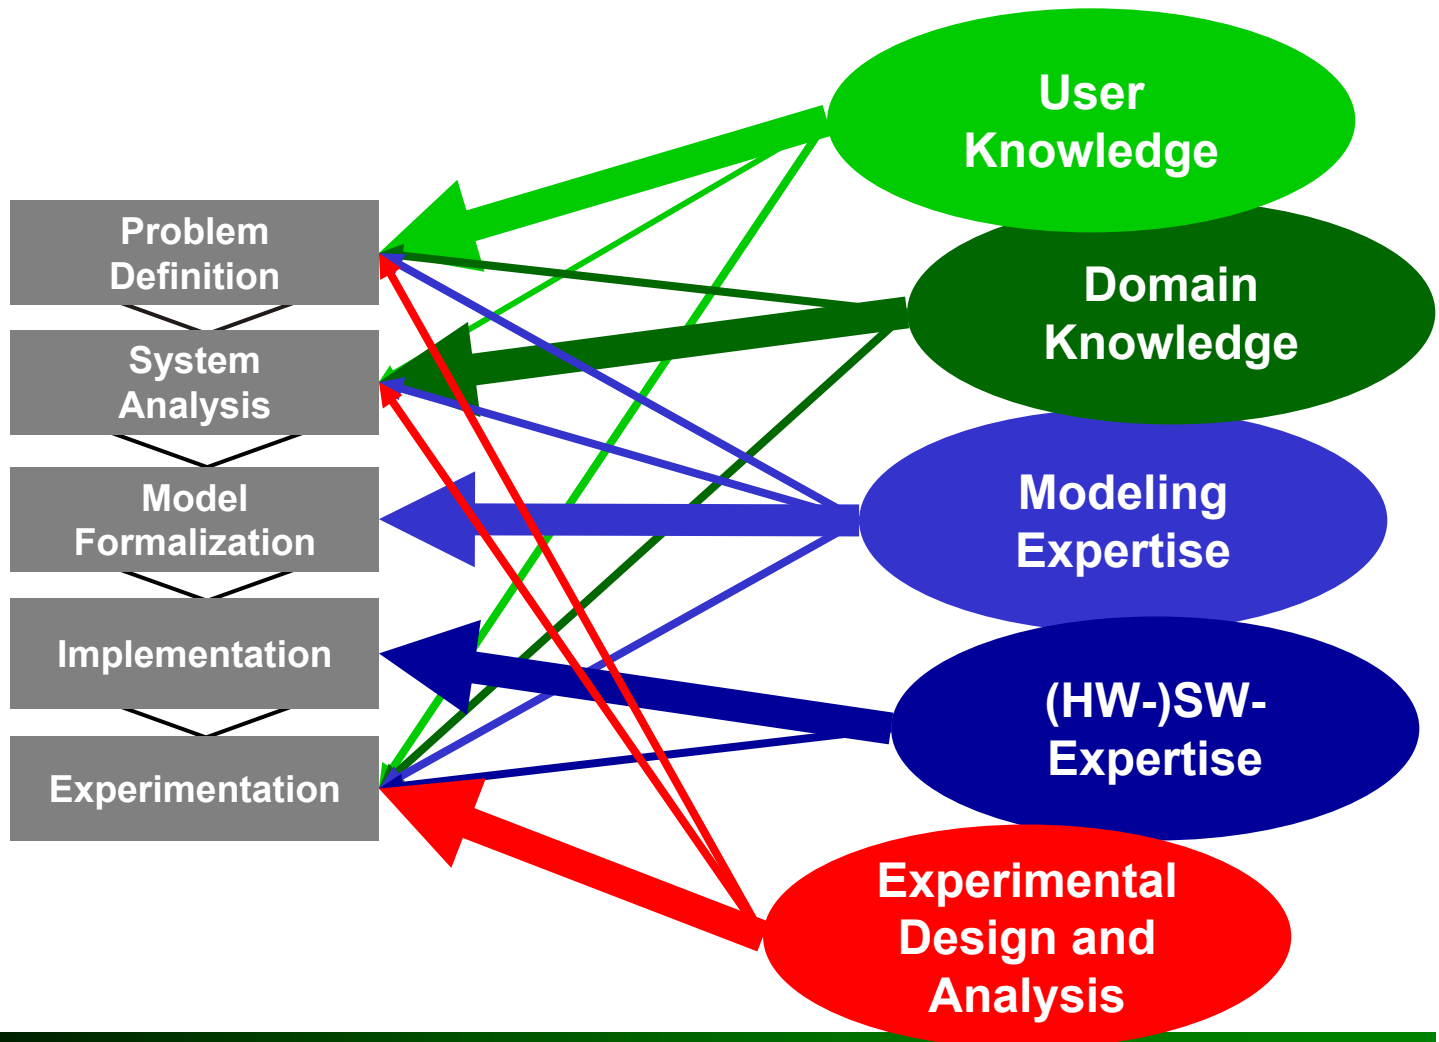 Problem
Definition
System
Analysis
Model
Formalization
Implementation
Experimentation
User
Knowledge
Domain
Knowledge
Modeling
Expertise
(HW-)SW-
Expertise
Experimental
Design and
Analysis